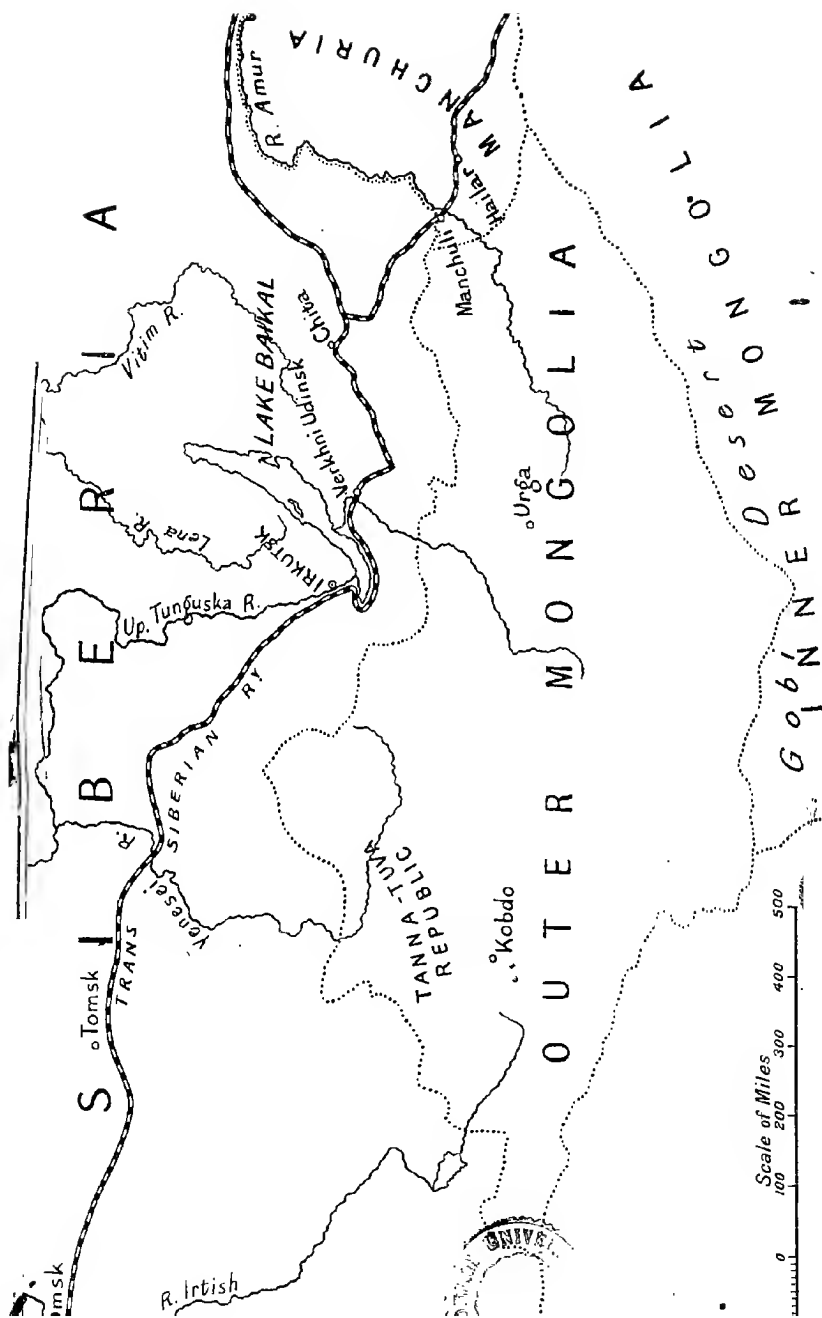 SIBERIA
Vitim R.
Lena R.
Up. Tunguska R.
LAKE BAIKAL
IRKUTSK
Verkhni Udinsk
Chita
R. Amur
MANCHURIA
Hailar
Manchuli
Tomsk
TRANS SIBERIAN RY
Yenesei R.
R. Irtish
TANNA-TUVA
REPUBLIC
Kobdo
Urga
OUTER MONGOLIA
Gobi Desert
INNER MONGOLIA
Scale of Miles
0 100 200 300 400 500